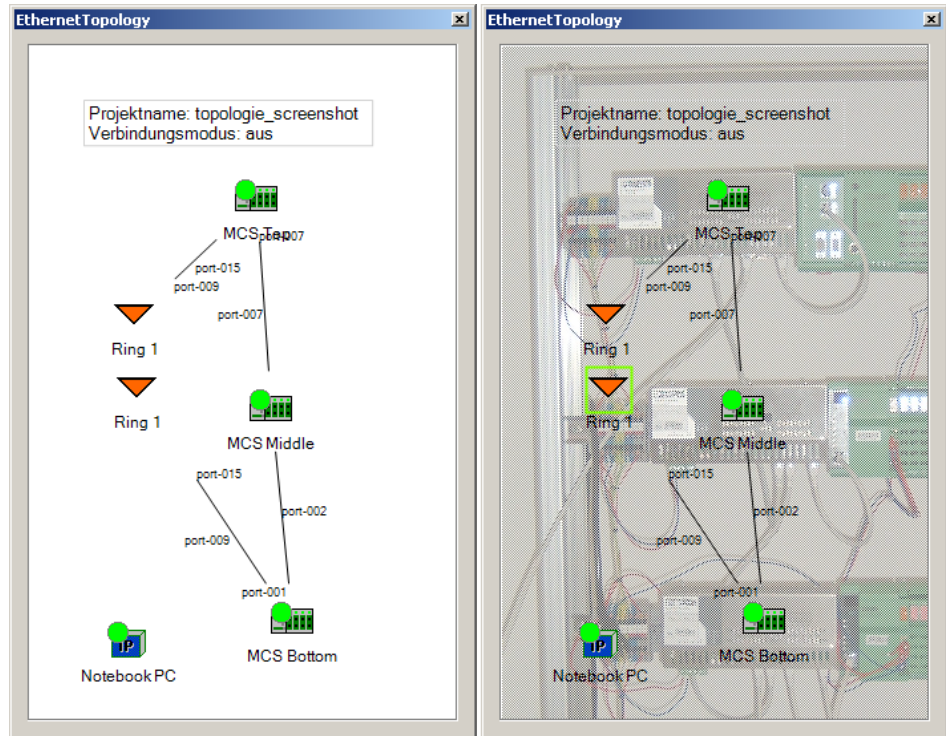 EthernetTopology
Projektname: topologie_screenshot
Verbindungsmodus: aus
MCS Top
port-007
port-015
port-009
port-007
Ring 1
Ring 1
MCS Middle
port-015
port-002
port-009
port-001
IP
MCS Bottom
Notebook PC
EthernetTopology
Projektname: topologie_screenshot
Verbindungsmodus: aus
MCS Top
port-007
port-015
port-009
port-007
Ring 1
Ring 1
MCS Middle
port-015
port-002
port-009
port-001
IP
MCS Bottom
Notebook PC